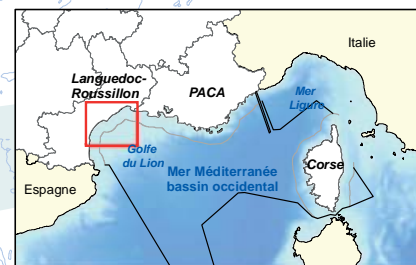 Italie
Languedoc-
Roussillon
PACA
Mer
Ligure
Golfe
du Lion
Mer Méditerranée
bassin occidental
Corse
Espagne